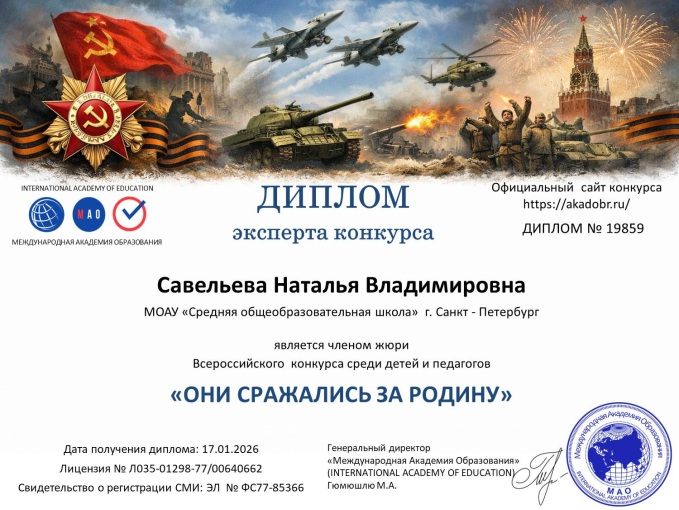 INTERNATIONAL ACADEMY OF EDUCATION
М А О
МЕЖДУНАРОДНАЯ АКАДЕМИЯ ОБРАЗОВАНИЯ
ДИПЛОМ
эксперта конкурса
Официальный сайт конкурса
https://akadobr.ru/
ДИПЛОМ № 19859
Савельева Наталья Владимировна
МОАУ «Средняя общеобразовательная школа» г. Санкт - Петербург
является членом жюри
Всероссийского конкурса среди детей и педагогов
«ОНИ СРАЖАЛИСЬ ЗА РОДИНУ»
Дата получения диплома: 17.01.2026
Лицензия № Л035-01298-77/00640662
Свидетельство о регистрации СМИ: ЭЛ № ФС77-85366
Генеральный директор
«Международная Академия Образования»
(INTERNATIONAL ACADEMY OF EDUCATION)
Гюмюшлю М.А.
Международная Академия Образования
МАО
INTERNATIONAL ACADEMY OF EDUCATION